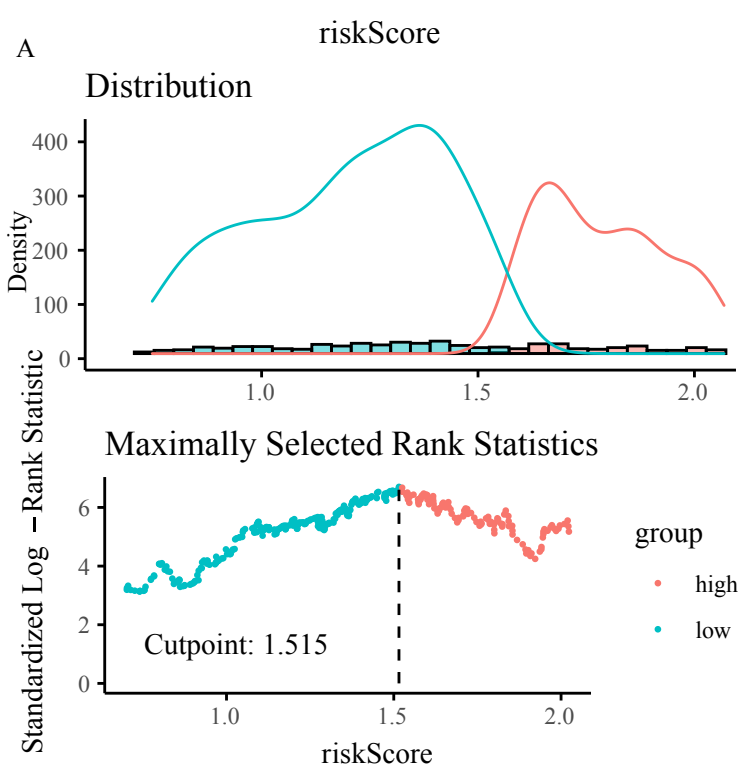 A
riskScore
Distribution
Density
400
300
200
100
0
1.0
1.5
2.0
Maximally Selected Rank Statistics
Standardized Log −Rank Statistic
6
4
2
0
Cutpoint: 1.515
1.0
1.5
2.0
riskScore
group
high
low